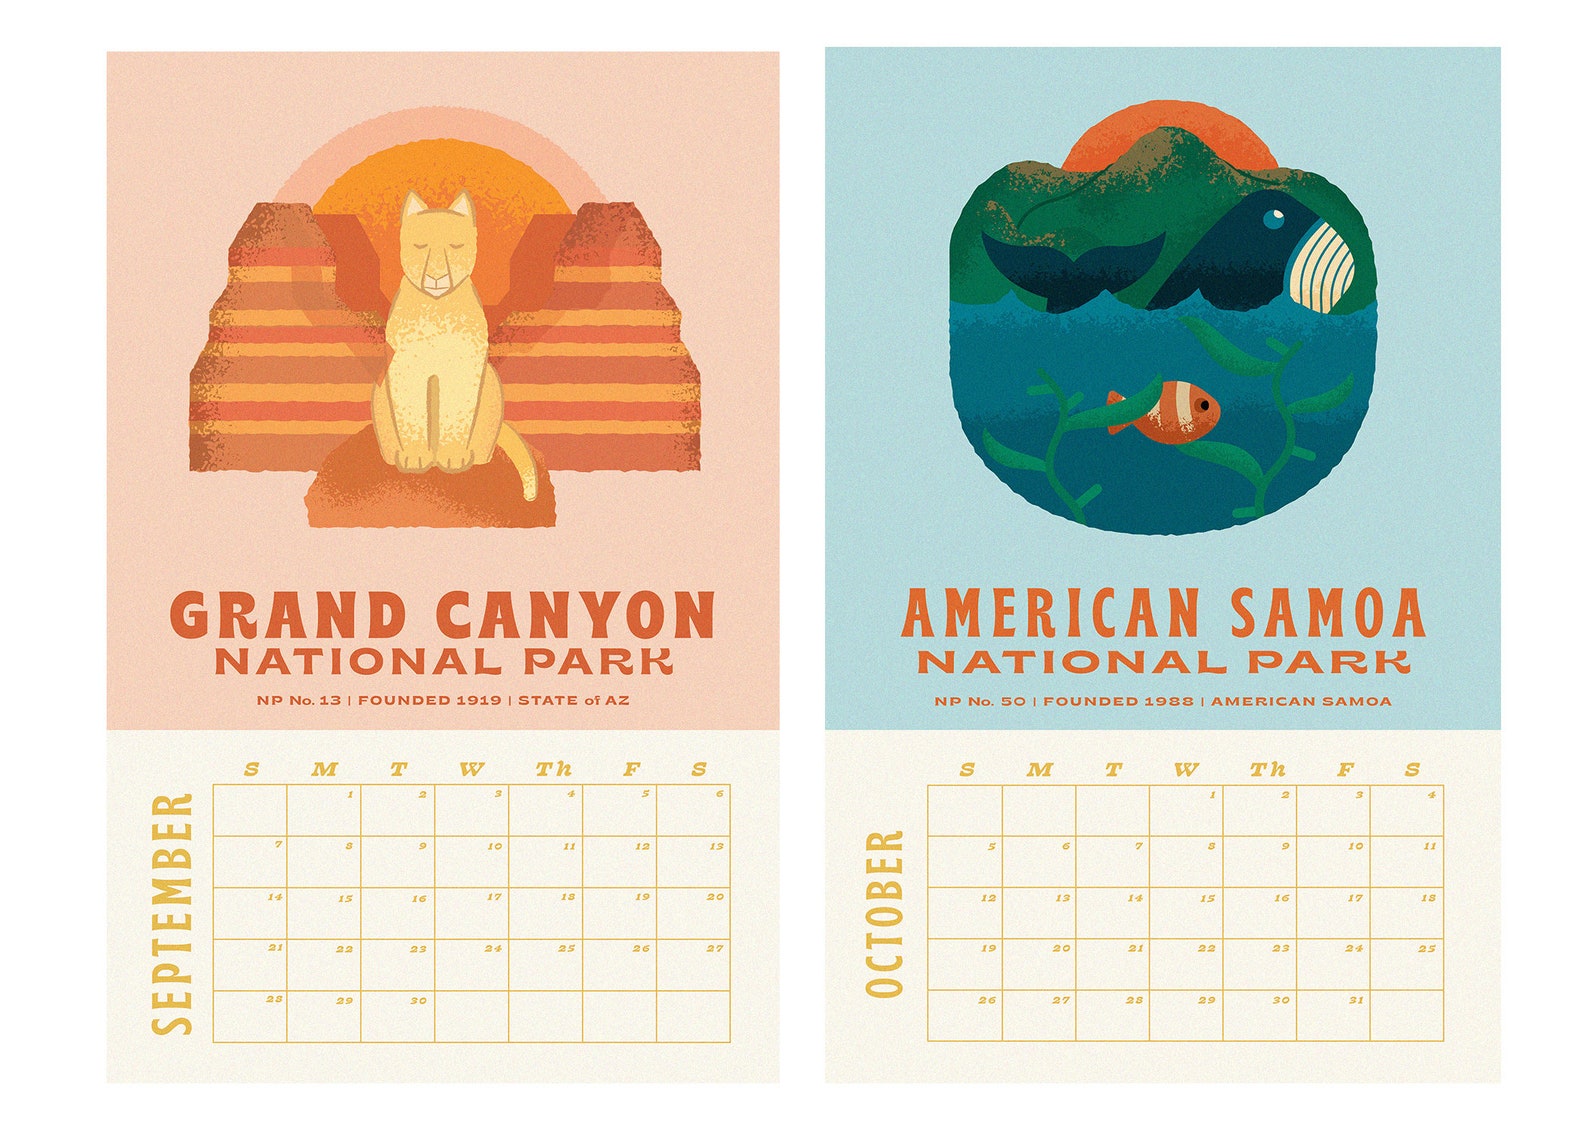 GRAND CANYON
NATIONAL PARK
NP No. 13 | FOUNDED 1919 | STATE of AZ
SEPTEMBER
S M T W Th F S
1 2 3 4 5 6
7 8 9 10 11 12 13
14 15 16 17 18 19 20
21 22 23 24 25 26 27
28 29 30
AMERICAN SAMOA
NATIONAL PARK
NP No. 50 | FOUNDED 1988 | AMERICAN SAMOA
OCTOBER
S M T W Th F S
1 2 3 4
5 6 7 8 9 10 11
12 13 14 15 16 17 18
19 20 21 22 23 24 25
26 27 28 29 30 31